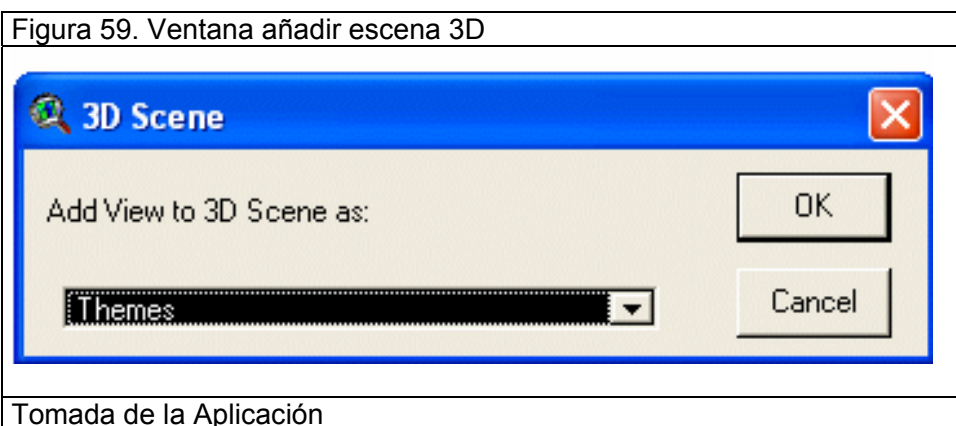 Figura 59. Ventana añadir escena 3D
3D Scene
Add View to 3D Scene as:
OK
Themes
Cancel
Tomada de la Aplicación